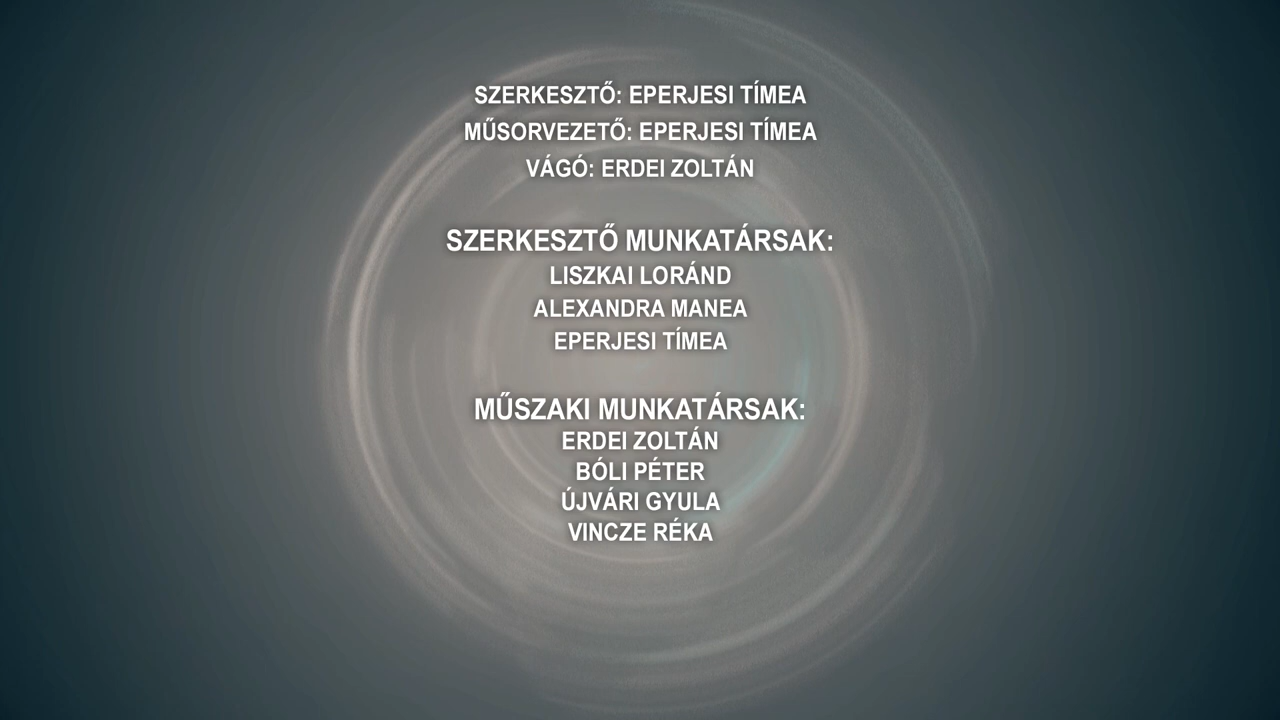 SZERKESZTŐ: EPERJESI TÍMEA
MŰSORVEZETŐ: EPERJESI TÍMEA
VÁGÓ: ERDEI ZOLTÁN
SZERKESZTŐ MUNKATÁRSAK:
LISZKAI LORÁND
ALEXANDRA MANEA
EPERJESI TÍMEA
MŰSZAKI MUNKATÁRSAK:
ERDEI ZOLTÁN
BÓLI PÉTER
ÚJVÁRI GYULA
VINCZE RÉKA